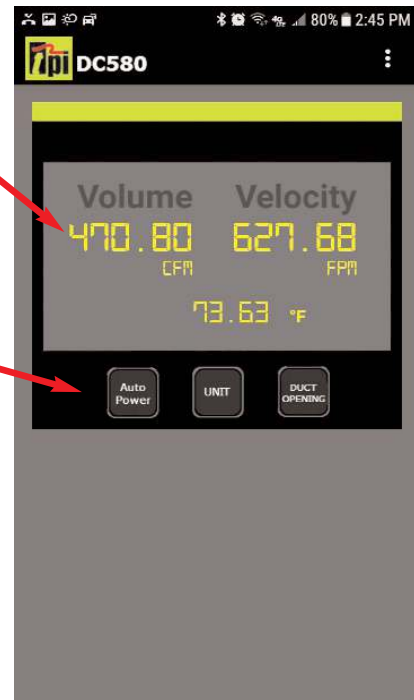 80% 2:45 PM
TPI DC580
Volume Velocity
470.80 627.68
CFM FPM
73.63 °F
Auto Power UNIT DUCT OPENING